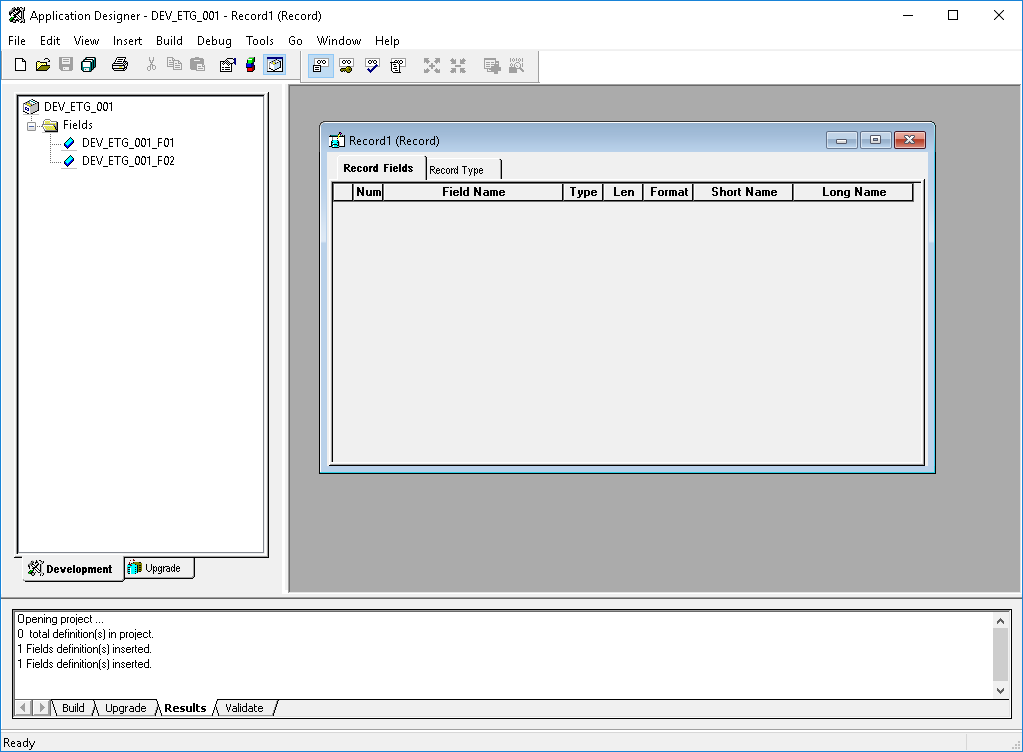 Application Designer - DEV_ETG_001 - Record1 (Record)
File Edit View Insert Build Debug Tools Go Window Help
DEV_ETG_001
Fields
DEV_ETG_001_F01
DEV_ETG_001_F02
Development Upgrade
Record1 (Record)
Record Fields Record Type
Num Field Name Type Len Format Short Name Long Name
Opening project ...
0 total definition(s) in project.
1 Fields definition(s) inserted.
1 Fields definition(s) inserted.
Build Upgrade Results Validate
Ready